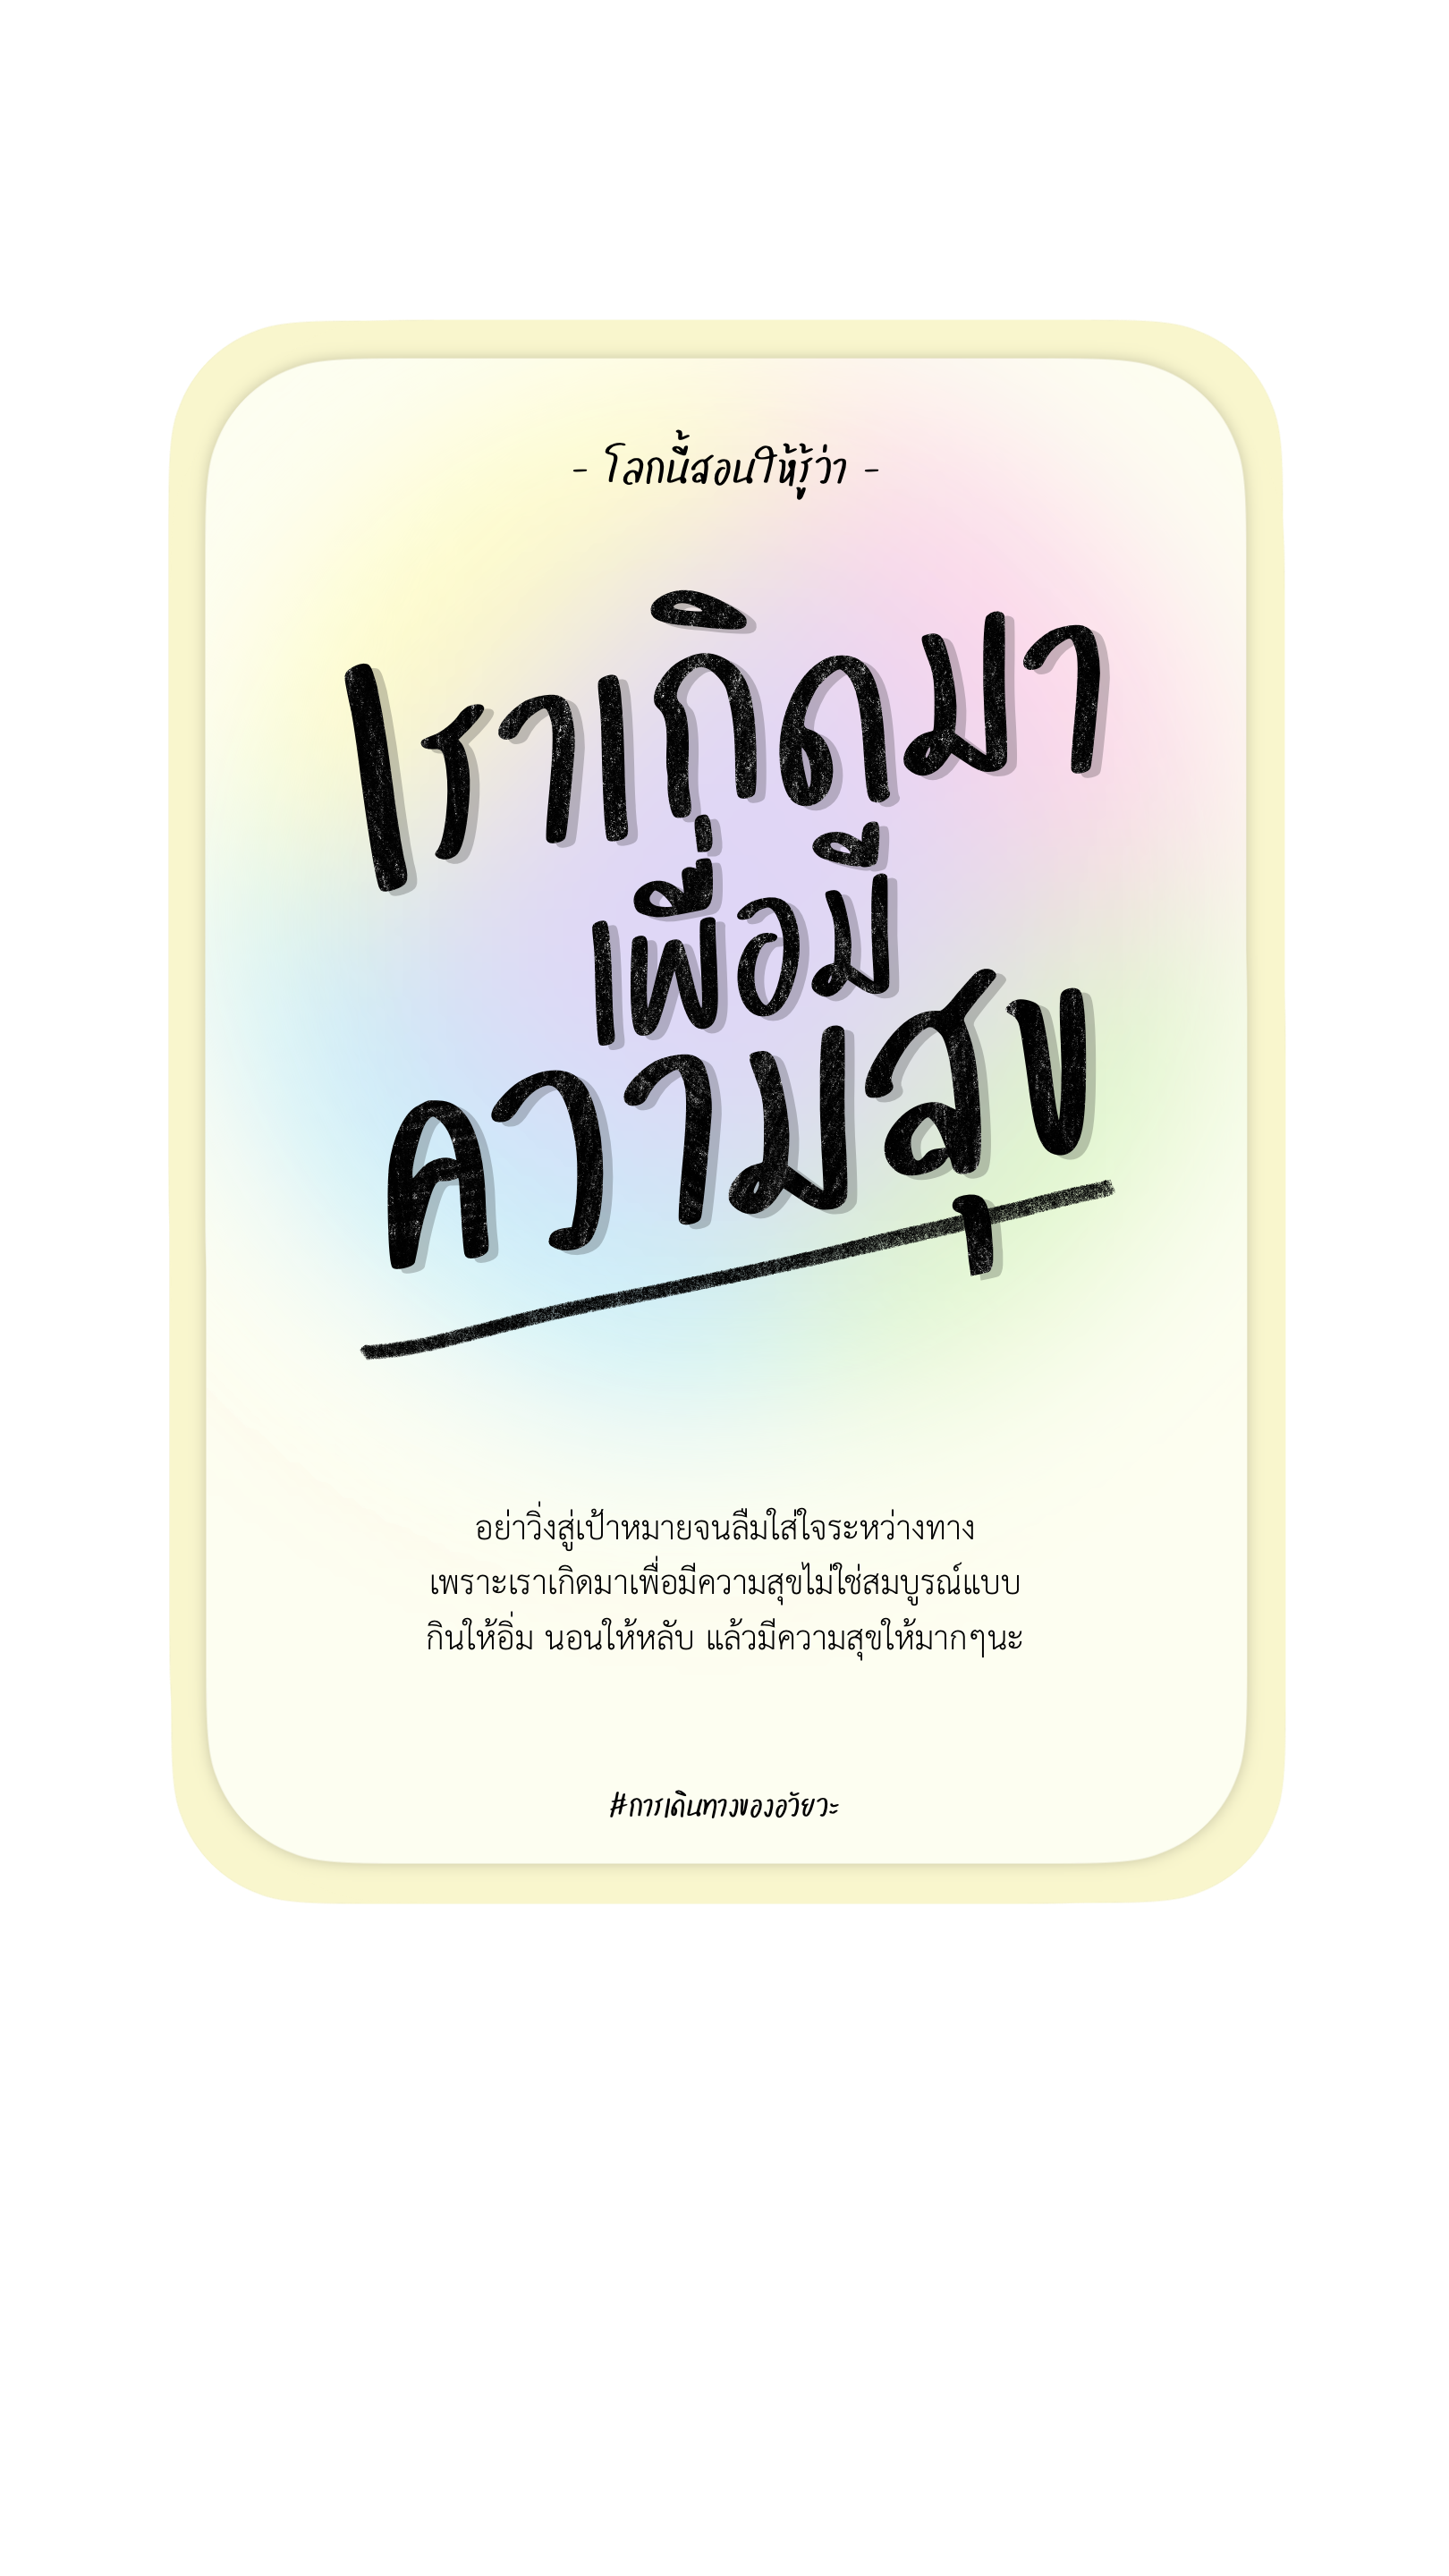 - โลกนี้สอนให้รู้ว่า -
เราเกิดมา
เพื่อมี
ความสุข
อย่าวิ่งสู่เป้าหมายจนลืมใส่ใจระหว่างทาง
เพราะเราเกิดมาเพื่อมีความสุขไม่ใช่สมบูรณ์แบบ
กินให้อิ่ม นอนให้หลับ แล้วมีความสุขให้มากๆนะ
#การเดินทางของอวัยวะ